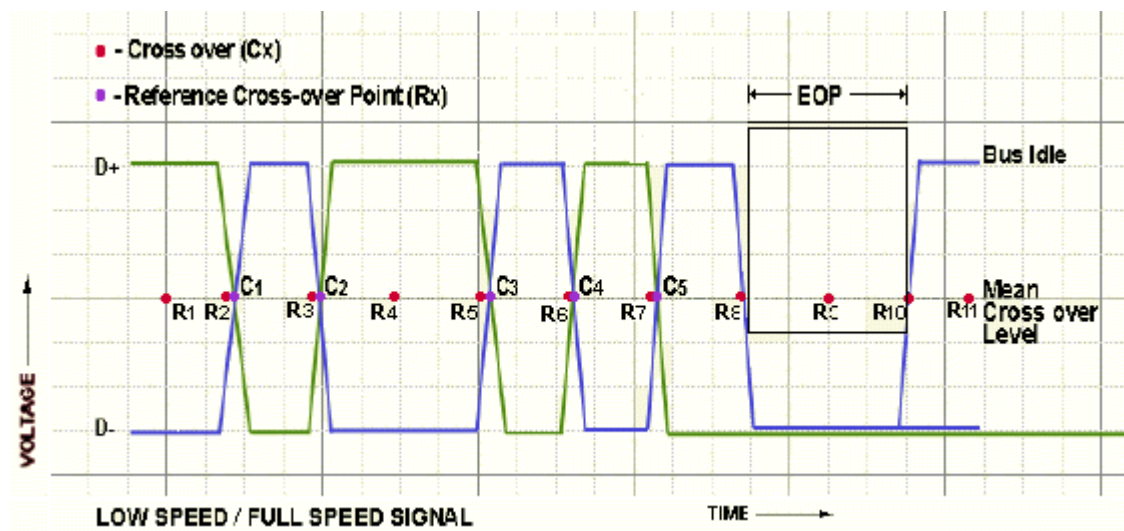 - Cross over (Cx)
- Reference Cross-over Point (Rx)
EOP
D+
Bus Idle
C1 C2 C3 C4 C5
R1 R2 R3 R4 R5 R6 R7 R8 R9 R10 R11
Mean
Cross over
Level
D-
VOLTAGE
LOW SPEED / FULL SPEED SIGNAL
TIME